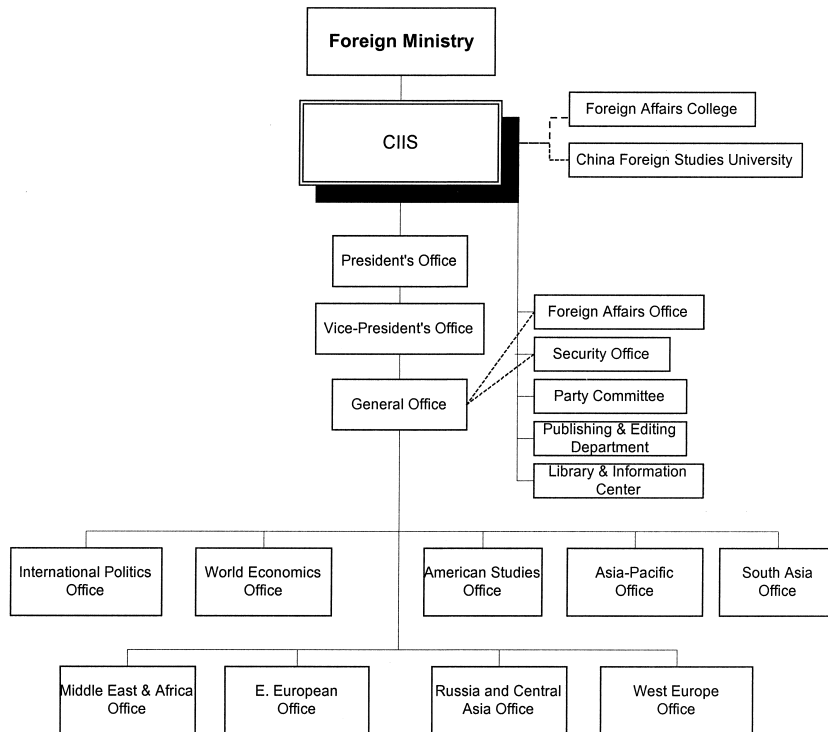 Foreign Ministry
CIIS
Foreign Affairs College
China Foreign Studies University
President's Office
Vice-President's Office
General Office
Foreign Affairs Office
Security Office
Party Committee
Publishing & Editing
Department
Library & Information
Center
International Politics
Office
World Economics
Office
American Studies
Office
Asia-Pacific
Office
South Asia
Office
Middle East & Africa
Office
E. European
Office
Russia and Central
Asia Office
West Europe
Office